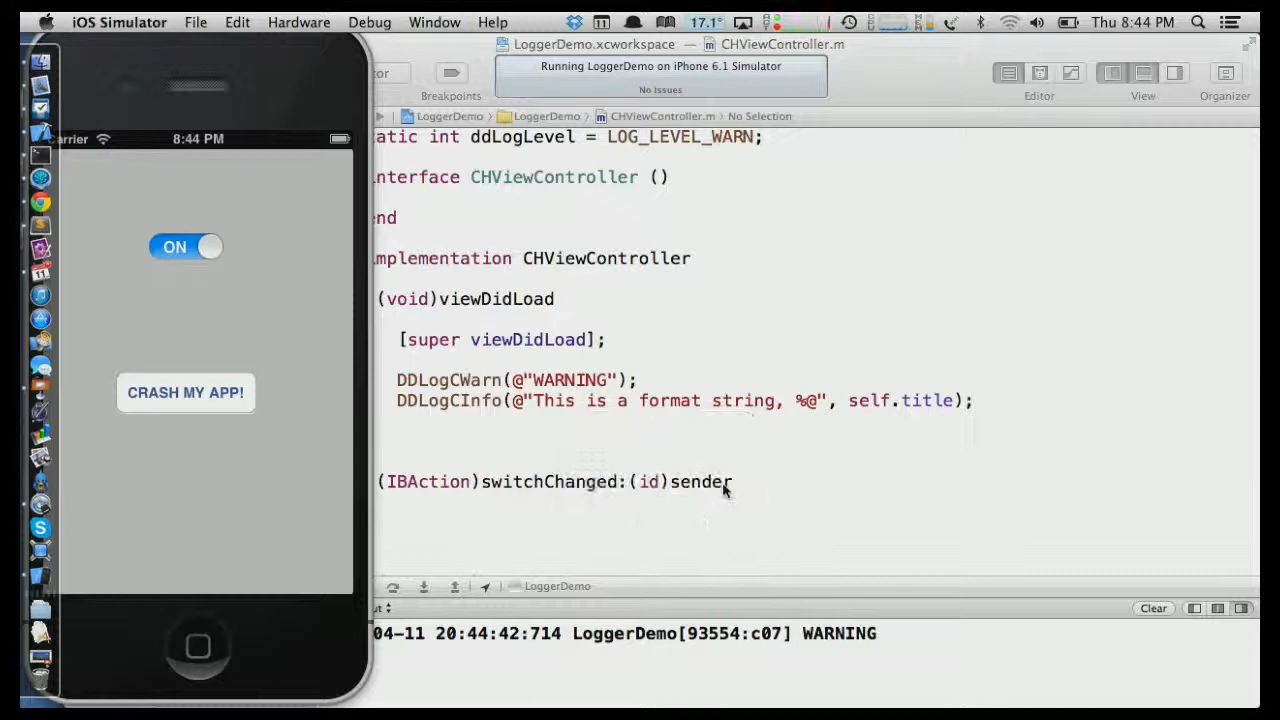 iOS Simulator File Edit Hardware Debug Window Help 17.1° Thu 8:44 PM
LoggerDemo.xcworkspace — CHViewController.m
Running LoggerDemo on iPhone 6.1 Simulator
No Issues
tor
Breakpoints
Editor
View
Organizer
LoggerDemo LoggerDemo CHViewController.m No Selection
arrier 8:44 PM
atic int ddLogLevel = LOG_LEVEL_WARN;
nterface CHViewController ()
nd
ON
mplementation CHViewController
(void)viewDidLoad
[super viewDidLoad];
DDLogCWarn(@"WARNING");
DDLogCInfo(@"This is a format string, %@", self.title);
CRASH MY APP!
(IBAction)switchChanged:(id)sender
LoggerDemo
ut
Clear
04-11 20:44:42:714 LoggerDemo[93554:c07] WARNING